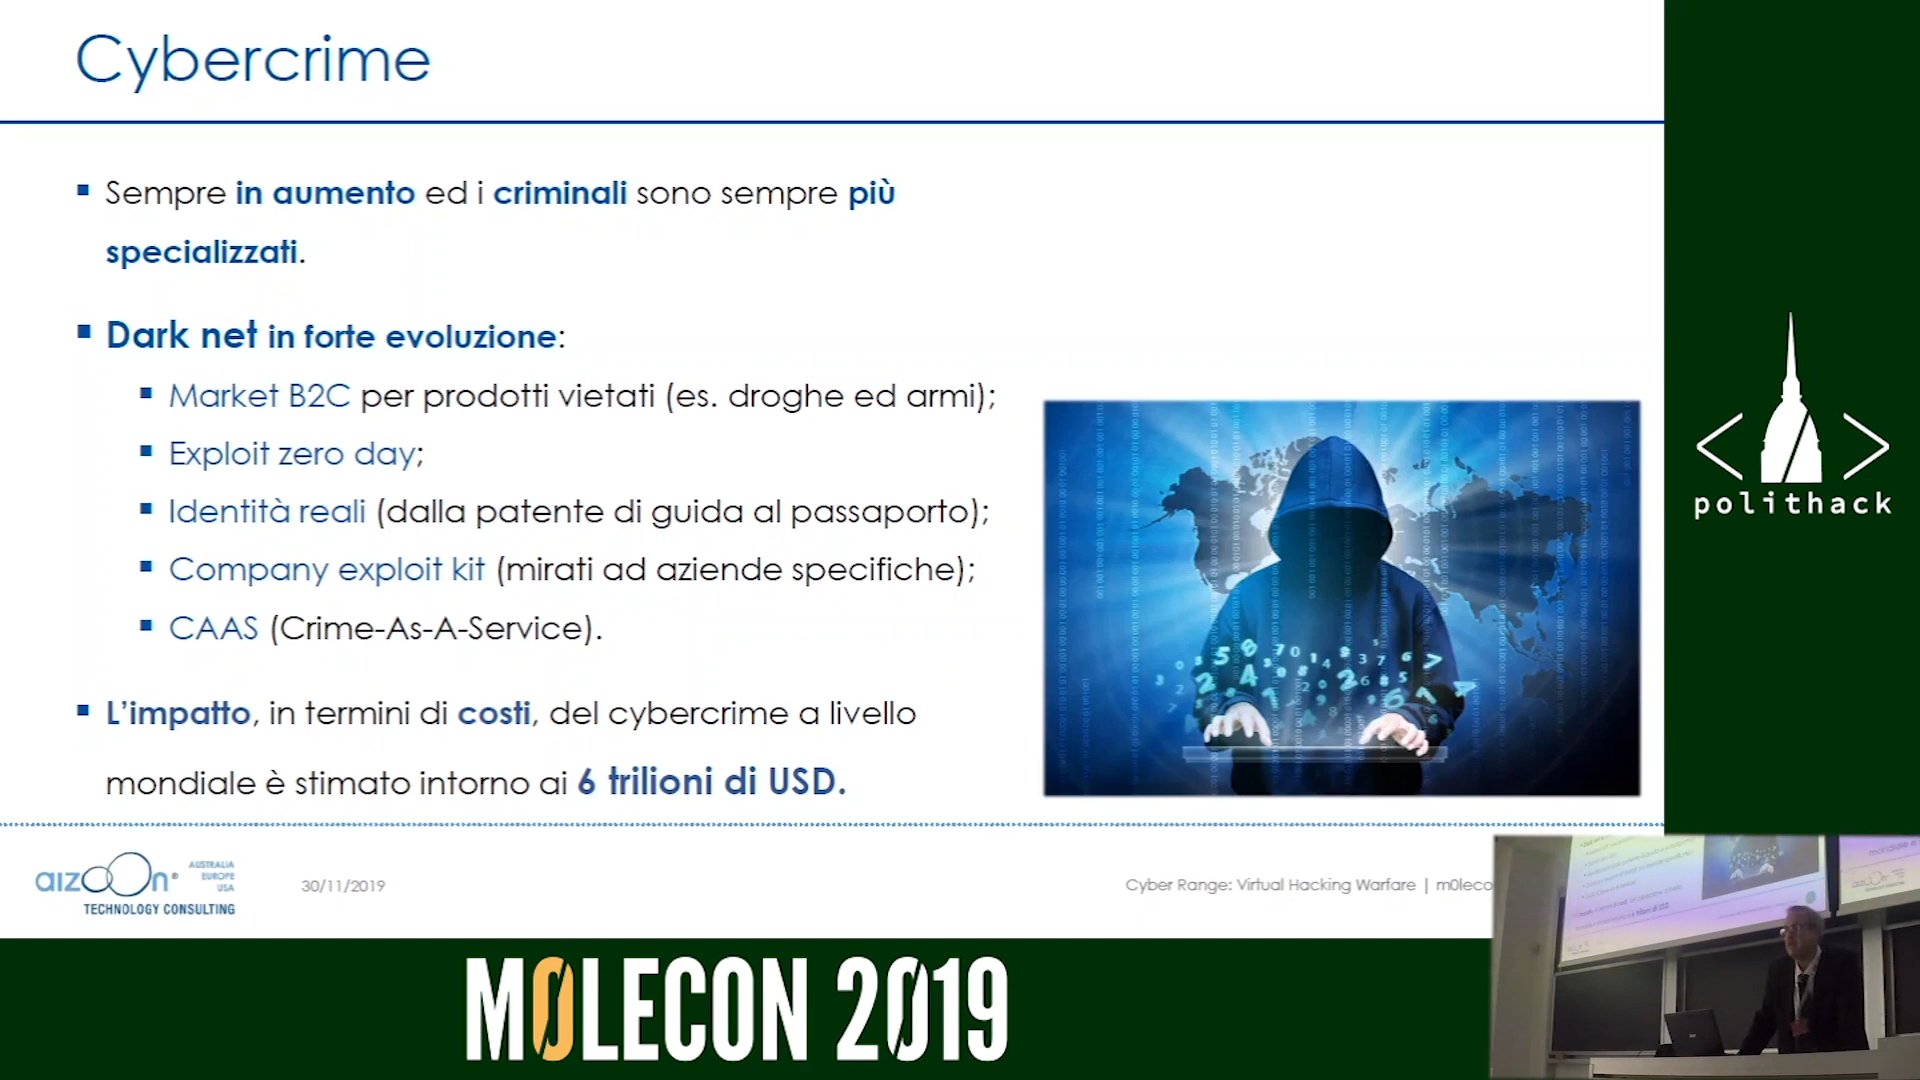 Cybercrime
Sempre in aumento ed i criminali sono sempre più
specializzati.
Dark net in forte evoluzione:
Market B2C per prodotti vietati (es. droghe ed armi);
Exploit zero day;
Identità reali (dalla patente di guida al passaporto);
Company exploit kit (mirati ad aziende specifiche);
CAAS (Crime-As-A-Service).
L'impatto, in termini di costi, del cybercrime a livello
mondiale è stimato intorno ai 6 trilioni di USD.
polithack
aizoOn®
AUSTRALIA
EUROPE
USA
TECHNOLOGY CONSULTING
30/11/2019
Cyber Range: Virtual Hacking Warfare | m0leco
M0LECON 2019